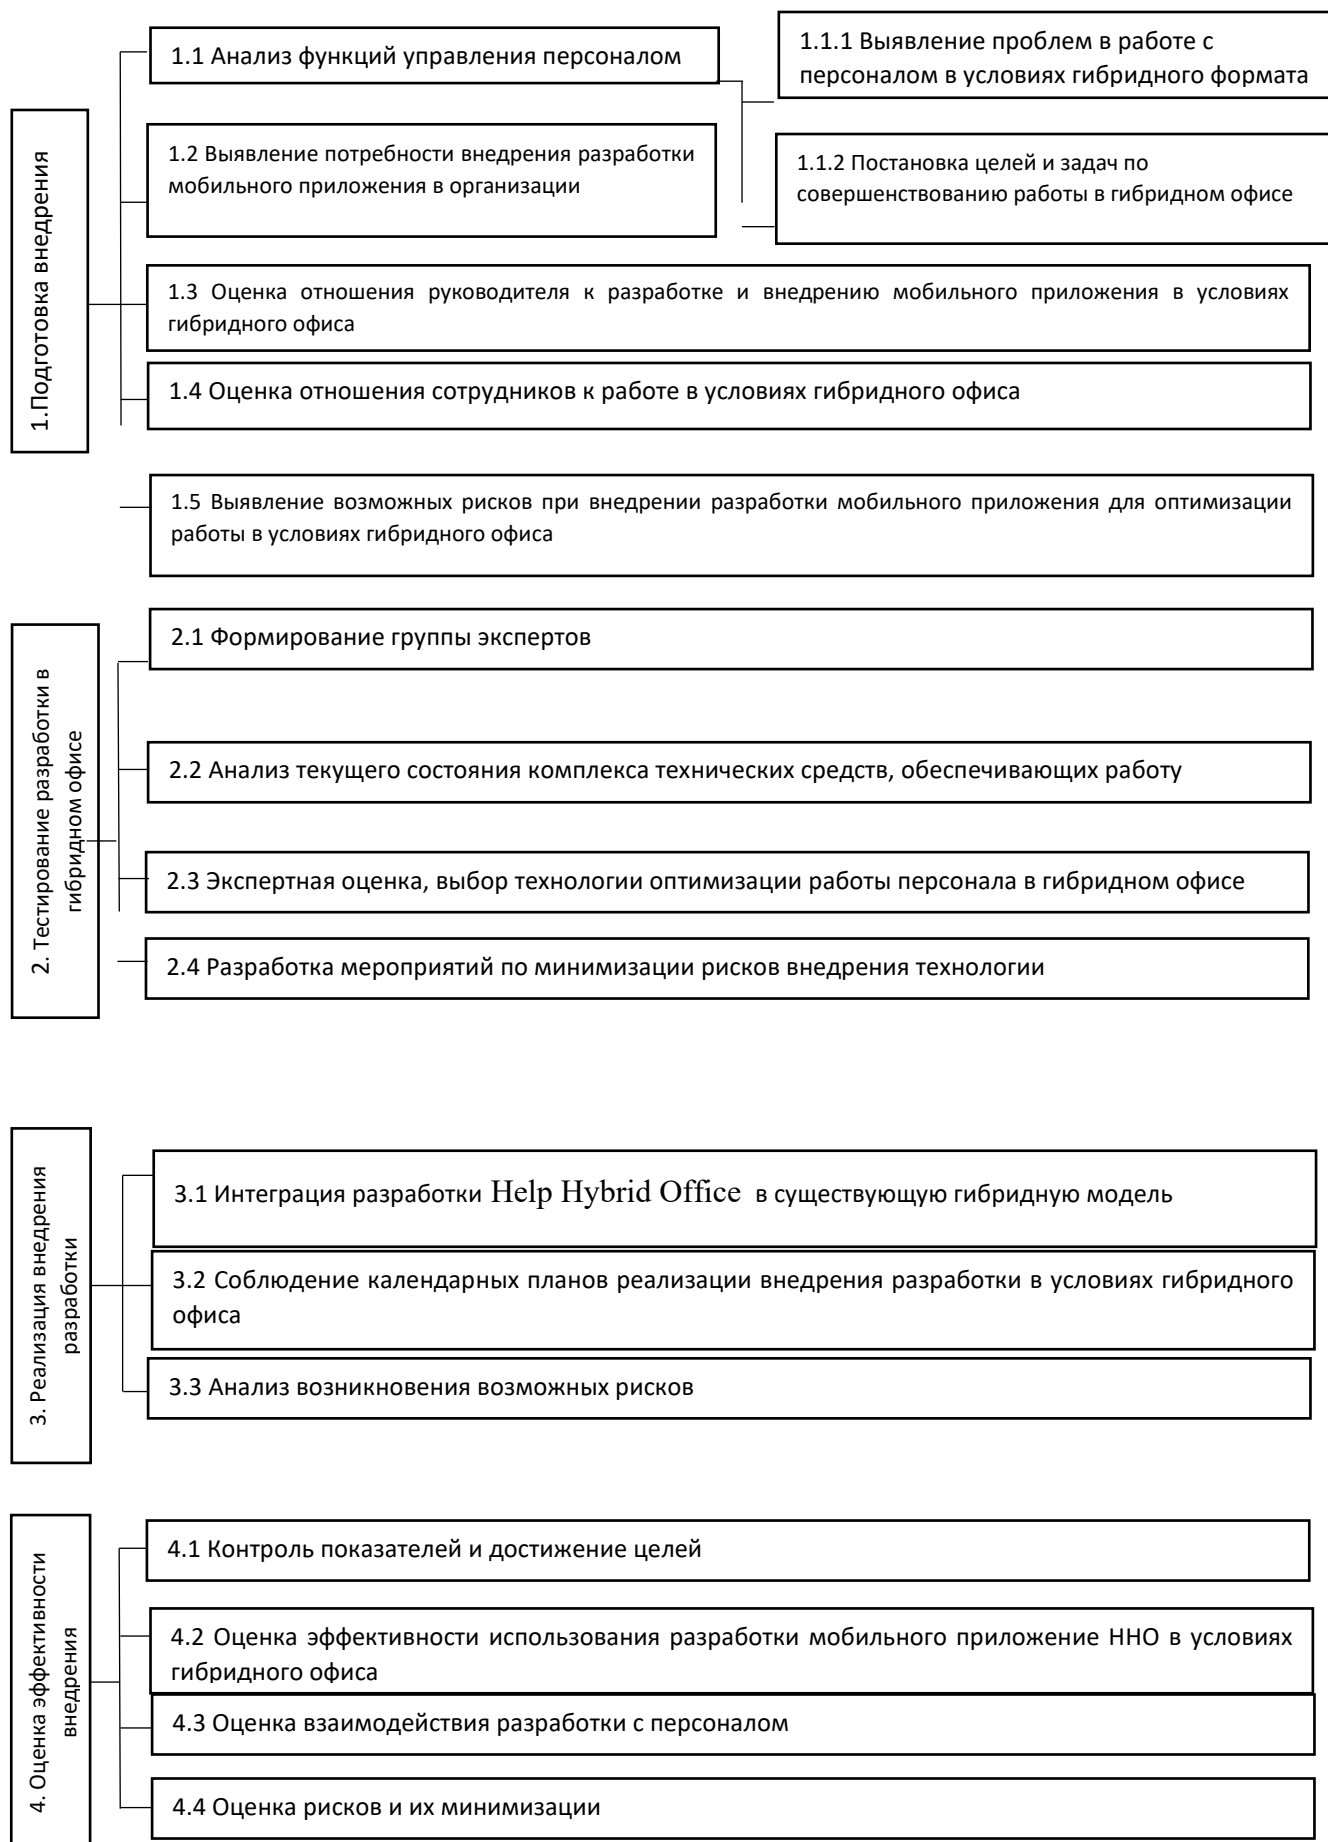 1.Подготовка внедрения
1.1 Анализ функций управления персоналом
1.1.1 Выявление проблем в работе с
персоналом в условиях гибридного формата
1.2 Выявление потребности внедрения разработки
мобильного приложения в организации
1.1.2 Постановка целей и задач по
совершенствованию работы в гибридном офисе
1.3 Оценка отношения руководителя к разработке и внедрению мобильного приложения в условиях
гибридного офиса
1.4 Оценка отношения сотрудников к работе в условиях гибридного офиса
1.5 Выявление возможных рисков при внедрении разработки мобильного приложения для оптимизации
работы в условиях гибридного офиса
2. Тестирование разработки в
гибридном офисе
2.1 Формирование группы экспертов
2.2 Анализ текущего состояния комплекса технических средств, обеспечивающих работу
2.3 Экспертная оценка, выбор технологии оптимизации работы персонала в гибридном офисе
2.4 Разработка мероприятий по минимизации рисков внедрения технологии
3. Реализация внедрения
разработки
3.1 Интеграция разработки Help Hybrid Office в существующую гибридную модель
3.2 Соблюдение календарных планов реализации внедрения разработки в условиях гибридного
офиса
3.3 Анализ возникновения возможных рисков
4. Оценка эффективности
внедрения
4.1 Контроль показателей и достижение целей
4.2 Оценка эффективности использования разработки мобильного приложение ННО в условиях
гибридного офиса
4.3 Оценка взаимодействия разработки с персоналом
4.4 Оценка рисков и их минимизации